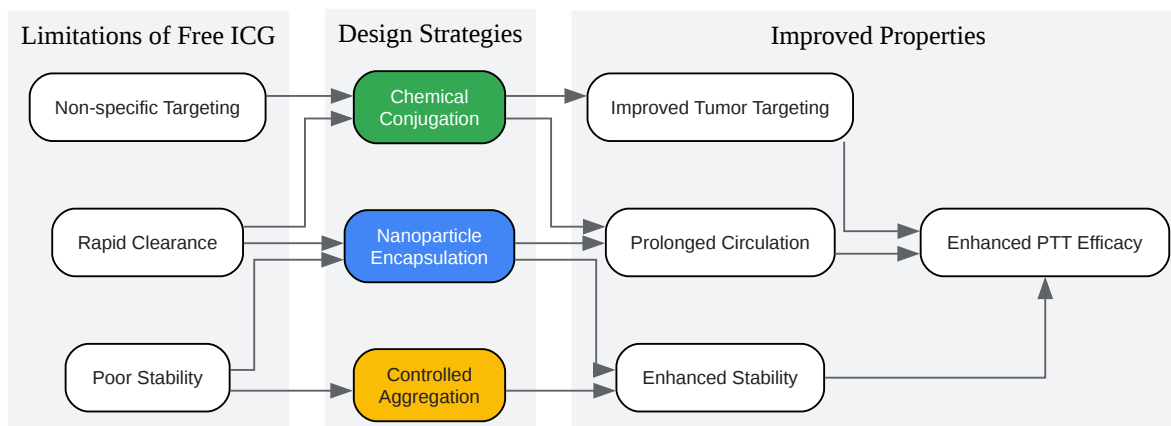 Limitations of Free ICG
Design Strategies
Improved Properties
Non-specific Targeting
Chemical
Conjugation
Improved Tumor Targeting
Rapid Clearance
Nanoparticle
Encapsulation
Prolonged Circulation
Enhanced PTT Efficacy
Poor Stability
Controlled
Aggregation
Enhanced Stability